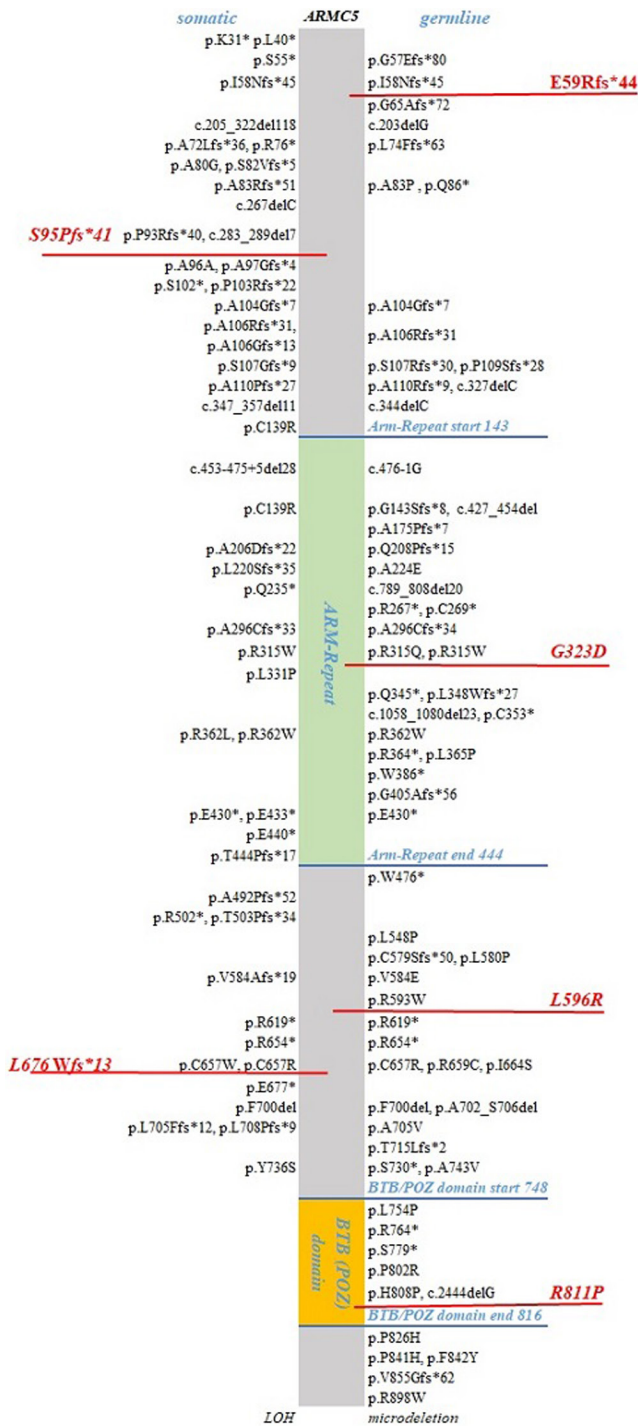 somatic ARMC5 germline
p.K31* p.L40*
p.S55* p.G57Efs*80
p.I58Nfs*45 p.I58Nfs*45 E59Rfs*44
p.G65Afs*72
c.205_322del118 c.203delG
p.A72Lfs*36, p.R76* p.L74Ffs*63
p.A80G, p.S82Vfs*5
p.A83Rfs*51 p.A83P , p.Q86*
c.267delC
S95Pfs*41 p.P93Rfs*40, c.283_289del7
p.A96A, p.A97Gfs*4
p.S102*, p.P103Rfs*22
p.A104Gfs*7 p.A104Gfs*7
p.A106Rfs*31, p.A106Rfs*31
p.A106Gfs*13
p.S107Gfs*9 p.S107Rfs*30, p.P109Sfs*28
p.A110Pfs*27 p.A110Rfs*9, c.327delC
c.347_357del11 c.344delC
p.C139R Arm-Repeat start 143
c.453-475+5del28 c.476-1G
p.C139R p.G143Sfs*8, c.427_454del
p.A175Pfs*7
p.A206Dfs*22 p.Q208Pfs*15
p.L220Sfs*35 p.A224E
p.Q235* c.789_808del20
ARM-Repeat
p.R267*, p.C269*
p.A296Cfs*33 p.A296Cfs*34
p.R315W p.R315Q, p.R315W G323D
p.L331P
p.Q345*, p.L348Wfs*27
c.1058_1080del23, p.C353*
p.R362L, p.R362W p.R362W
p.R364*, p.L365P
p.W386*
p.G405Afs*56
p.E430*, p.E433* p.E430*
p.E440*
p.T444Pfs*17 Arm-Repeat end 444
p.W476*
p.A492Pfs*52
p.R502*, p.T503Pfs*34
p.L548P
p.C579Sfs*50, p.L580P
p.V584Afs*19 p.V584E
p.R593W L596R
p.R619* p.R619*
p.R654* p.R654*
L676Wfs*13 p.C657W, p.C657R p.C657R, p.R659C, p.I664S
p.E677*
p.F700del p.F700del, p.A702_S706del
p.L705Ffs*12, p.L708Pfs*9 p.A705V
p.T715Lfs*2
p.Y736S p.S730*, p.A743V
BTB/POZ domain start 748
p.L754P
p.R764*
BTB (POZ)
domain
p.S779*
p.P802R
p.H808P, c.2444delG R811P
BTB/POZ domain end 816
p.P826H
p.P841H, p.F842Y
p.V855Gfs*62
p.R898W
LOH microdeletion